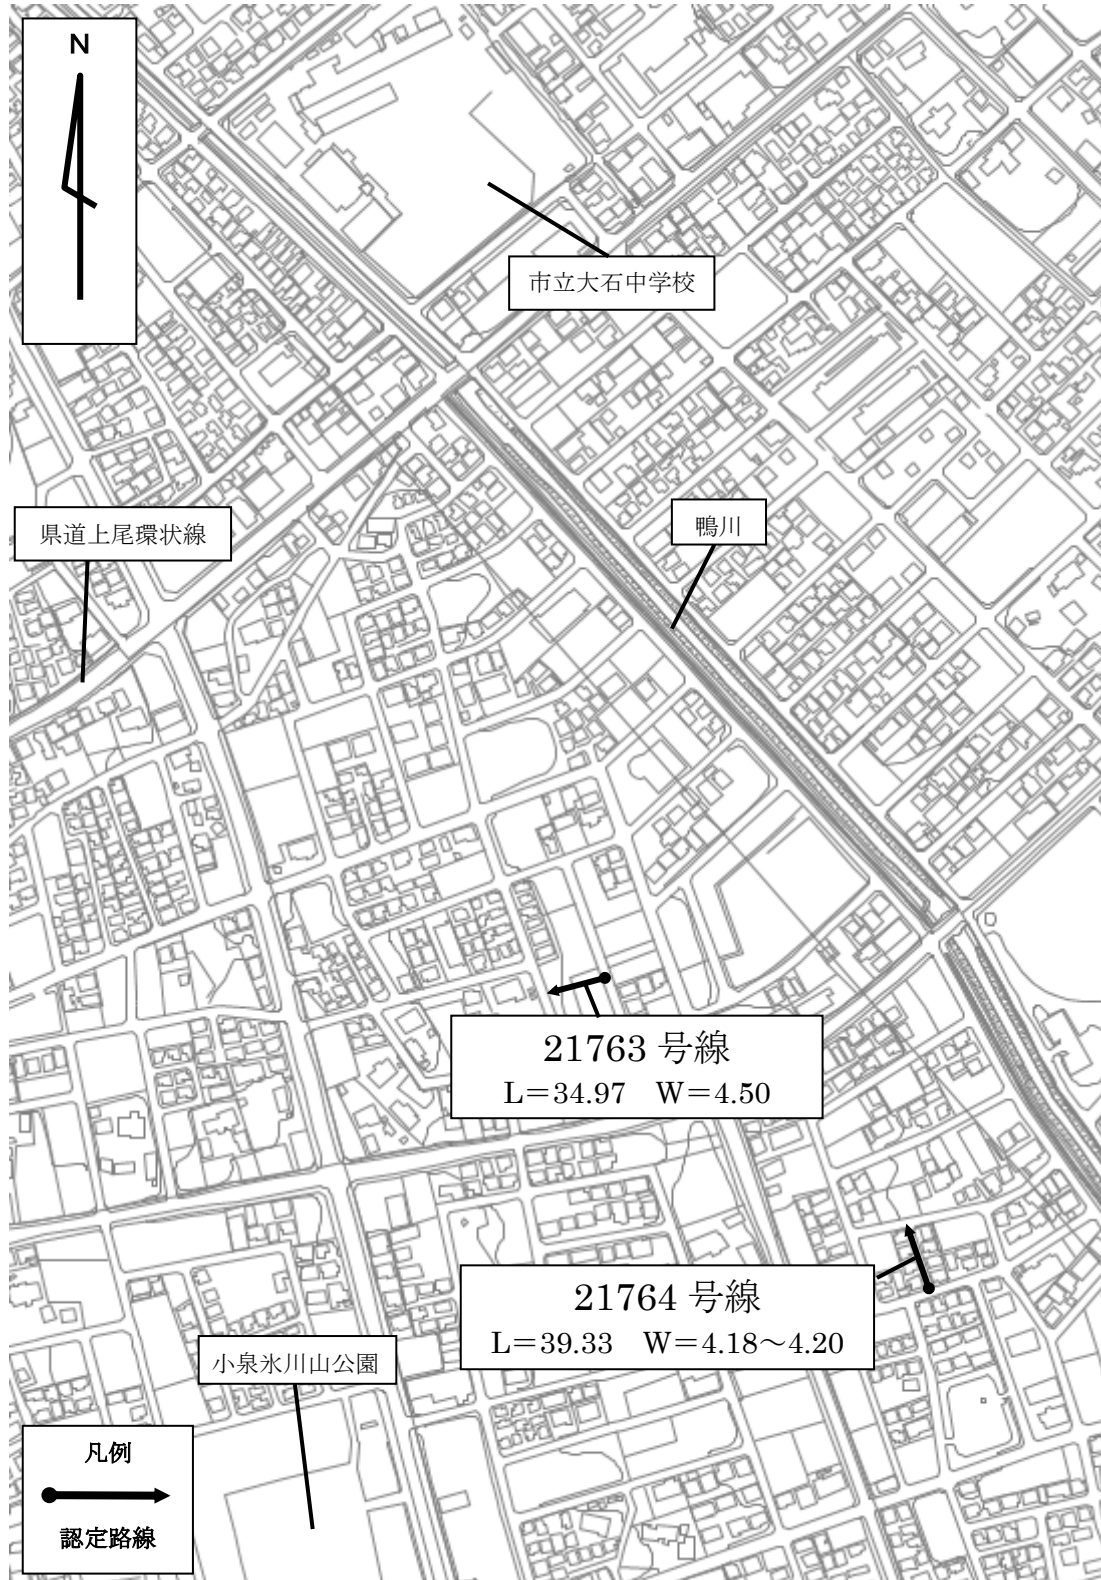 N
市立大石中学校
県道上尾環状線
鴨川
21763 号線
L=34.97 W=4.50
21764 号線
L=39.33 W=4.18～4.20
小泉氷川山公園
凡例
認定路線